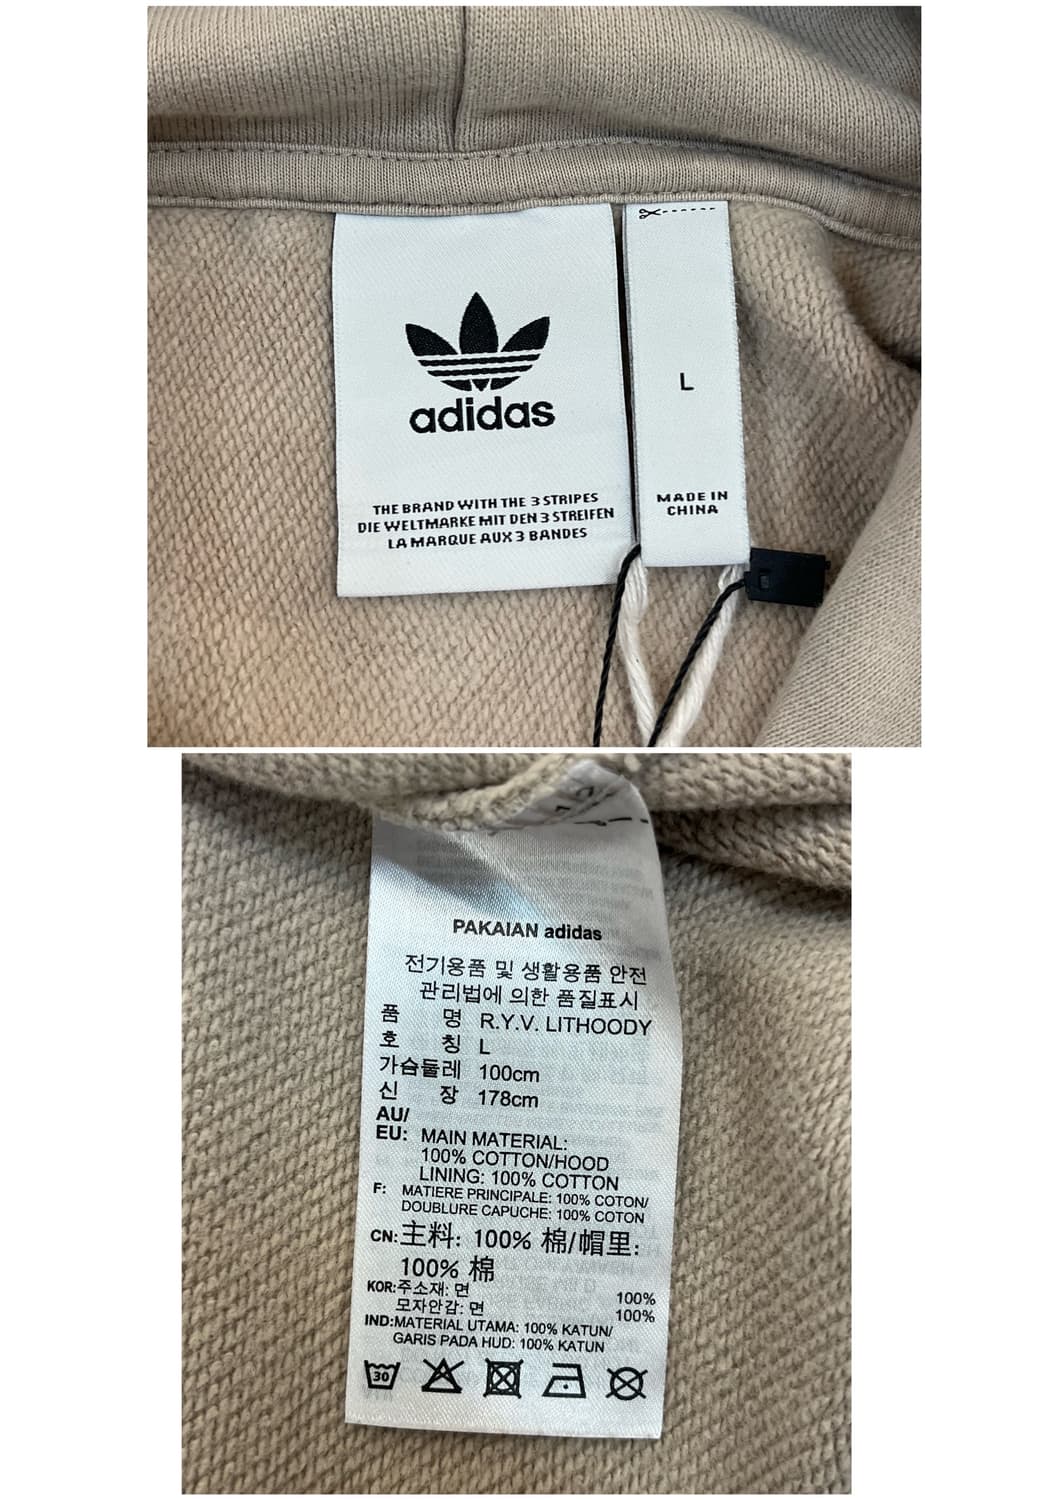 adidas
THE BRAND WITH THE 3 STRIPES
DIE WELTMARKE MIT DEN 3 STREIFEN
LA MARQUE AUX 3 BANDES
L
MADE IN
CHINA
PAKAIAN adidas
전기용품 및 생활용품 안전
관리법에 의한 품질표시
품 명 R.Y.V. LITHOODY
호 칭 L
가슴둘레 100cm
신 장 178cm
AU/
EU: MAIN MATERIAL:
100% COTTON/HOOD
LINING: 100% COTTON
F: MATIERE PRINCIPALE: 100% COTON/
DOUBLURE CAPUCHE: 100% COTON
CN:主料: 100% 棉/帽里:
100% 棉
KOR:주소재: 면 100%
모자안감: 면 100%
IND:MATERIAL UTAMA: 100% KATUN/
GARIS PADA HUD: 100% KATUN
30